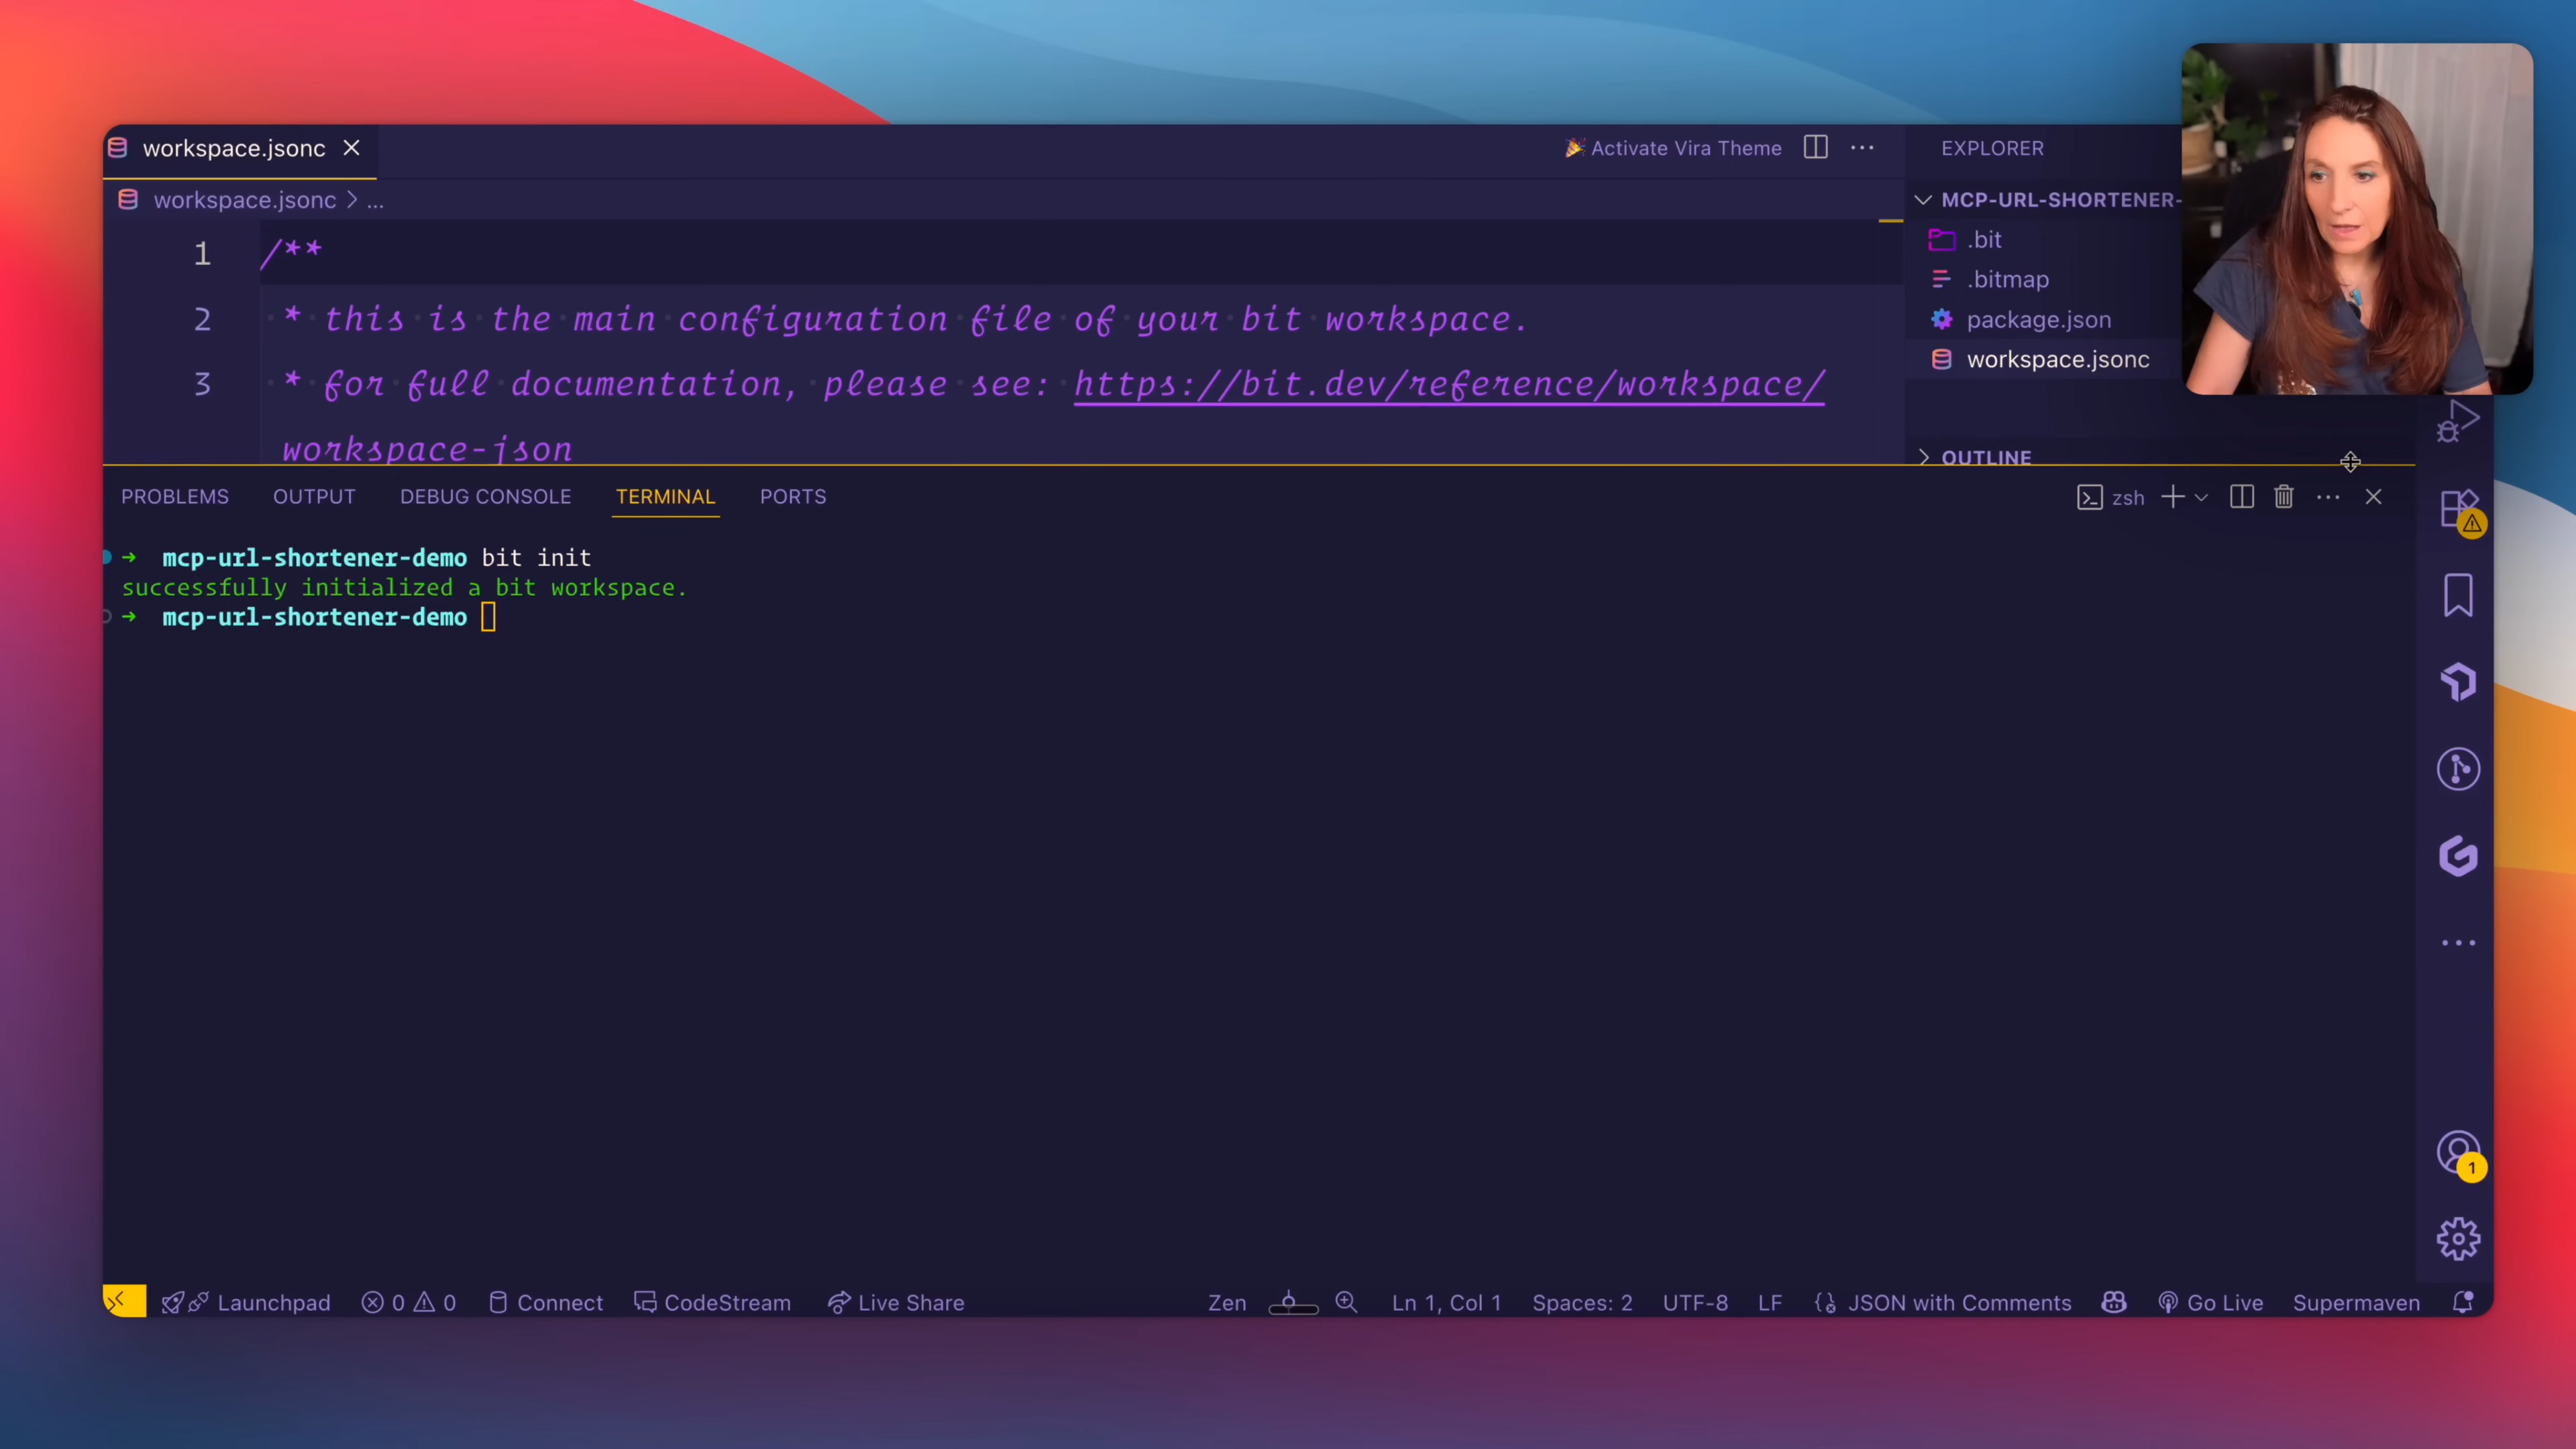 workspace.jsonc
Activate Vira Theme
EXPLORER
workspace.jsonc > ...
MCP-URL-SHORTENER-
.bit
.bitmap
package.json
workspace.jsonc
OUTLINE
1 /**
2 * this is the main configuration file of your bit workspace.
3 * for full documentation, please see: https://bit.dev/reference/workspace/
workspace-json
PROBLEMS OUTPUT DEBUG CONSOLE TERMINAL PORTS
zsh
→ mcp-url-shortener-demo bit init
successfully initialized a bit workspace.
→ mcp-url-shortener-demo
1
Launchpad 0 0 Connect CodeStream Live Share
Zen Ln 1, Col 1 Spaces: 2 UTF-8 LF JSON with Comments Go Live Supermaven